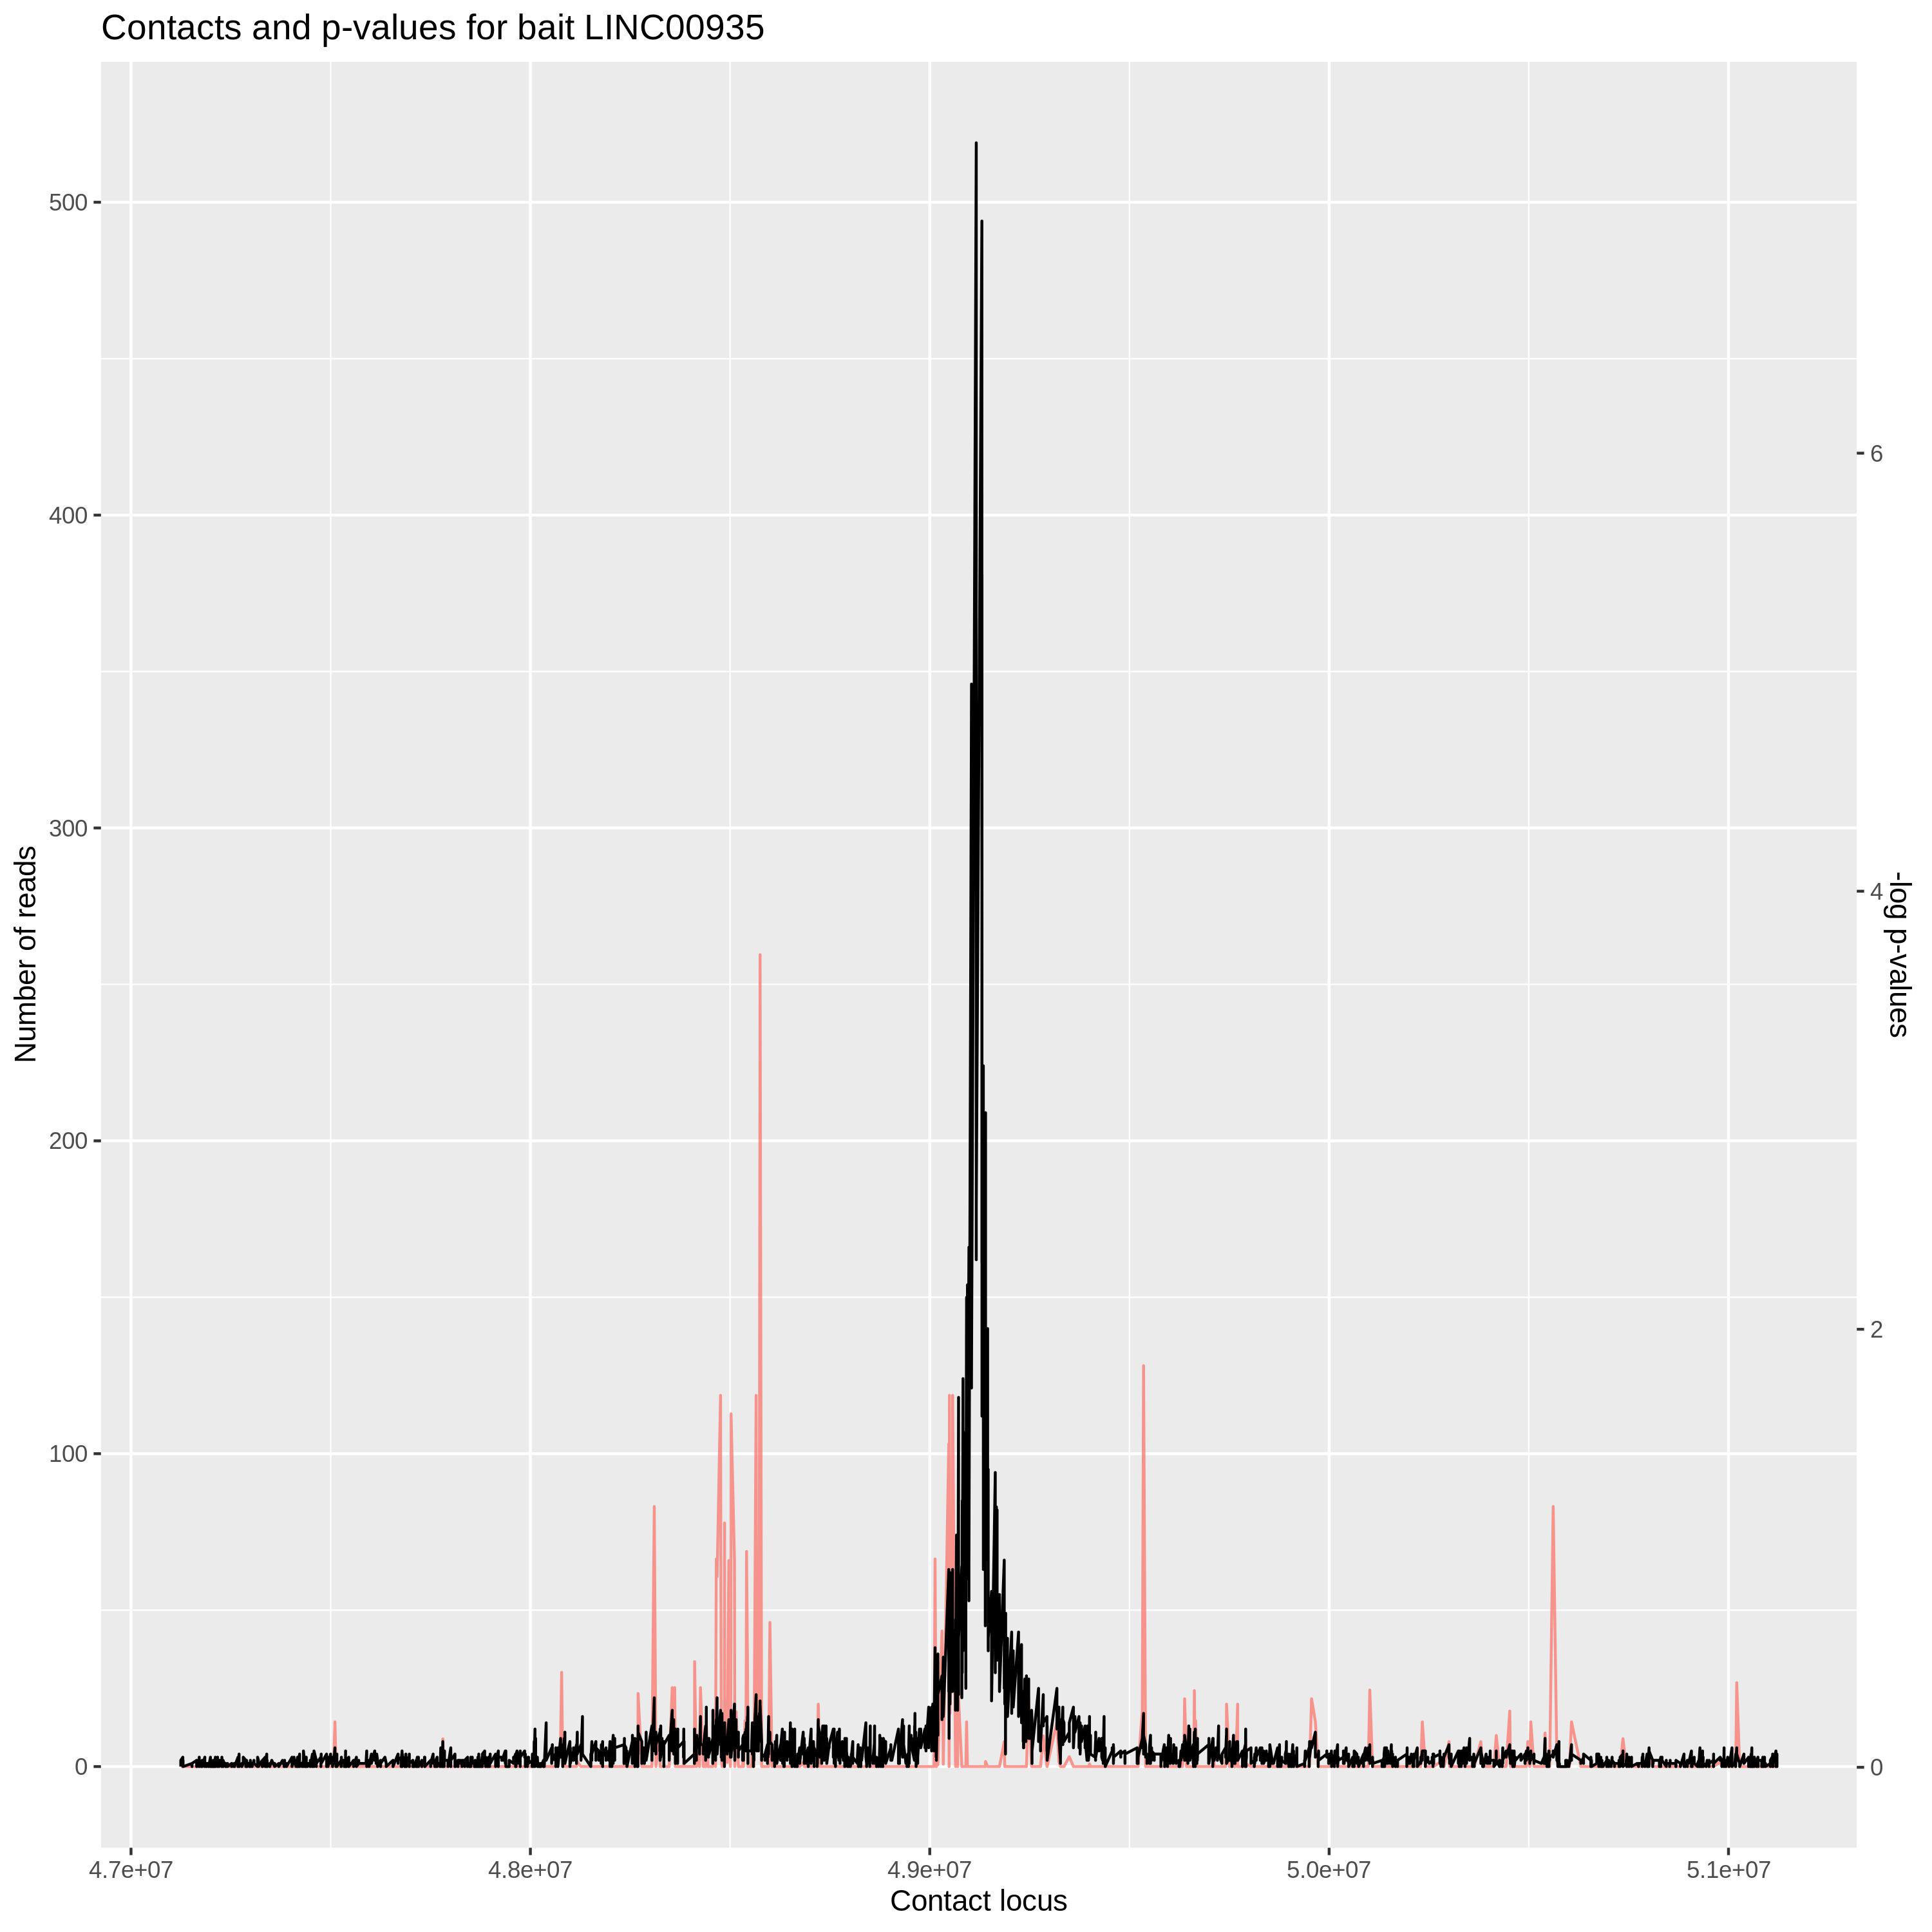 Contacts and p-values for bait LINC00935
500
400
300
200
100
0
Number of reads
6
4
2
0
-log p-values
4.7e+07 4.8e+07 4.9e+07 5.0e+07 5.1e+07
Contact locus